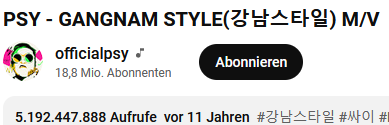 PSY - GANGNAM STYLE(강남스타일) M/V
officialpsy
18,8 Mio. Abonnenten
Abonnieren
5.192.447.888 Aufrufe vor 11 Jahren #강남스타일 #싸이